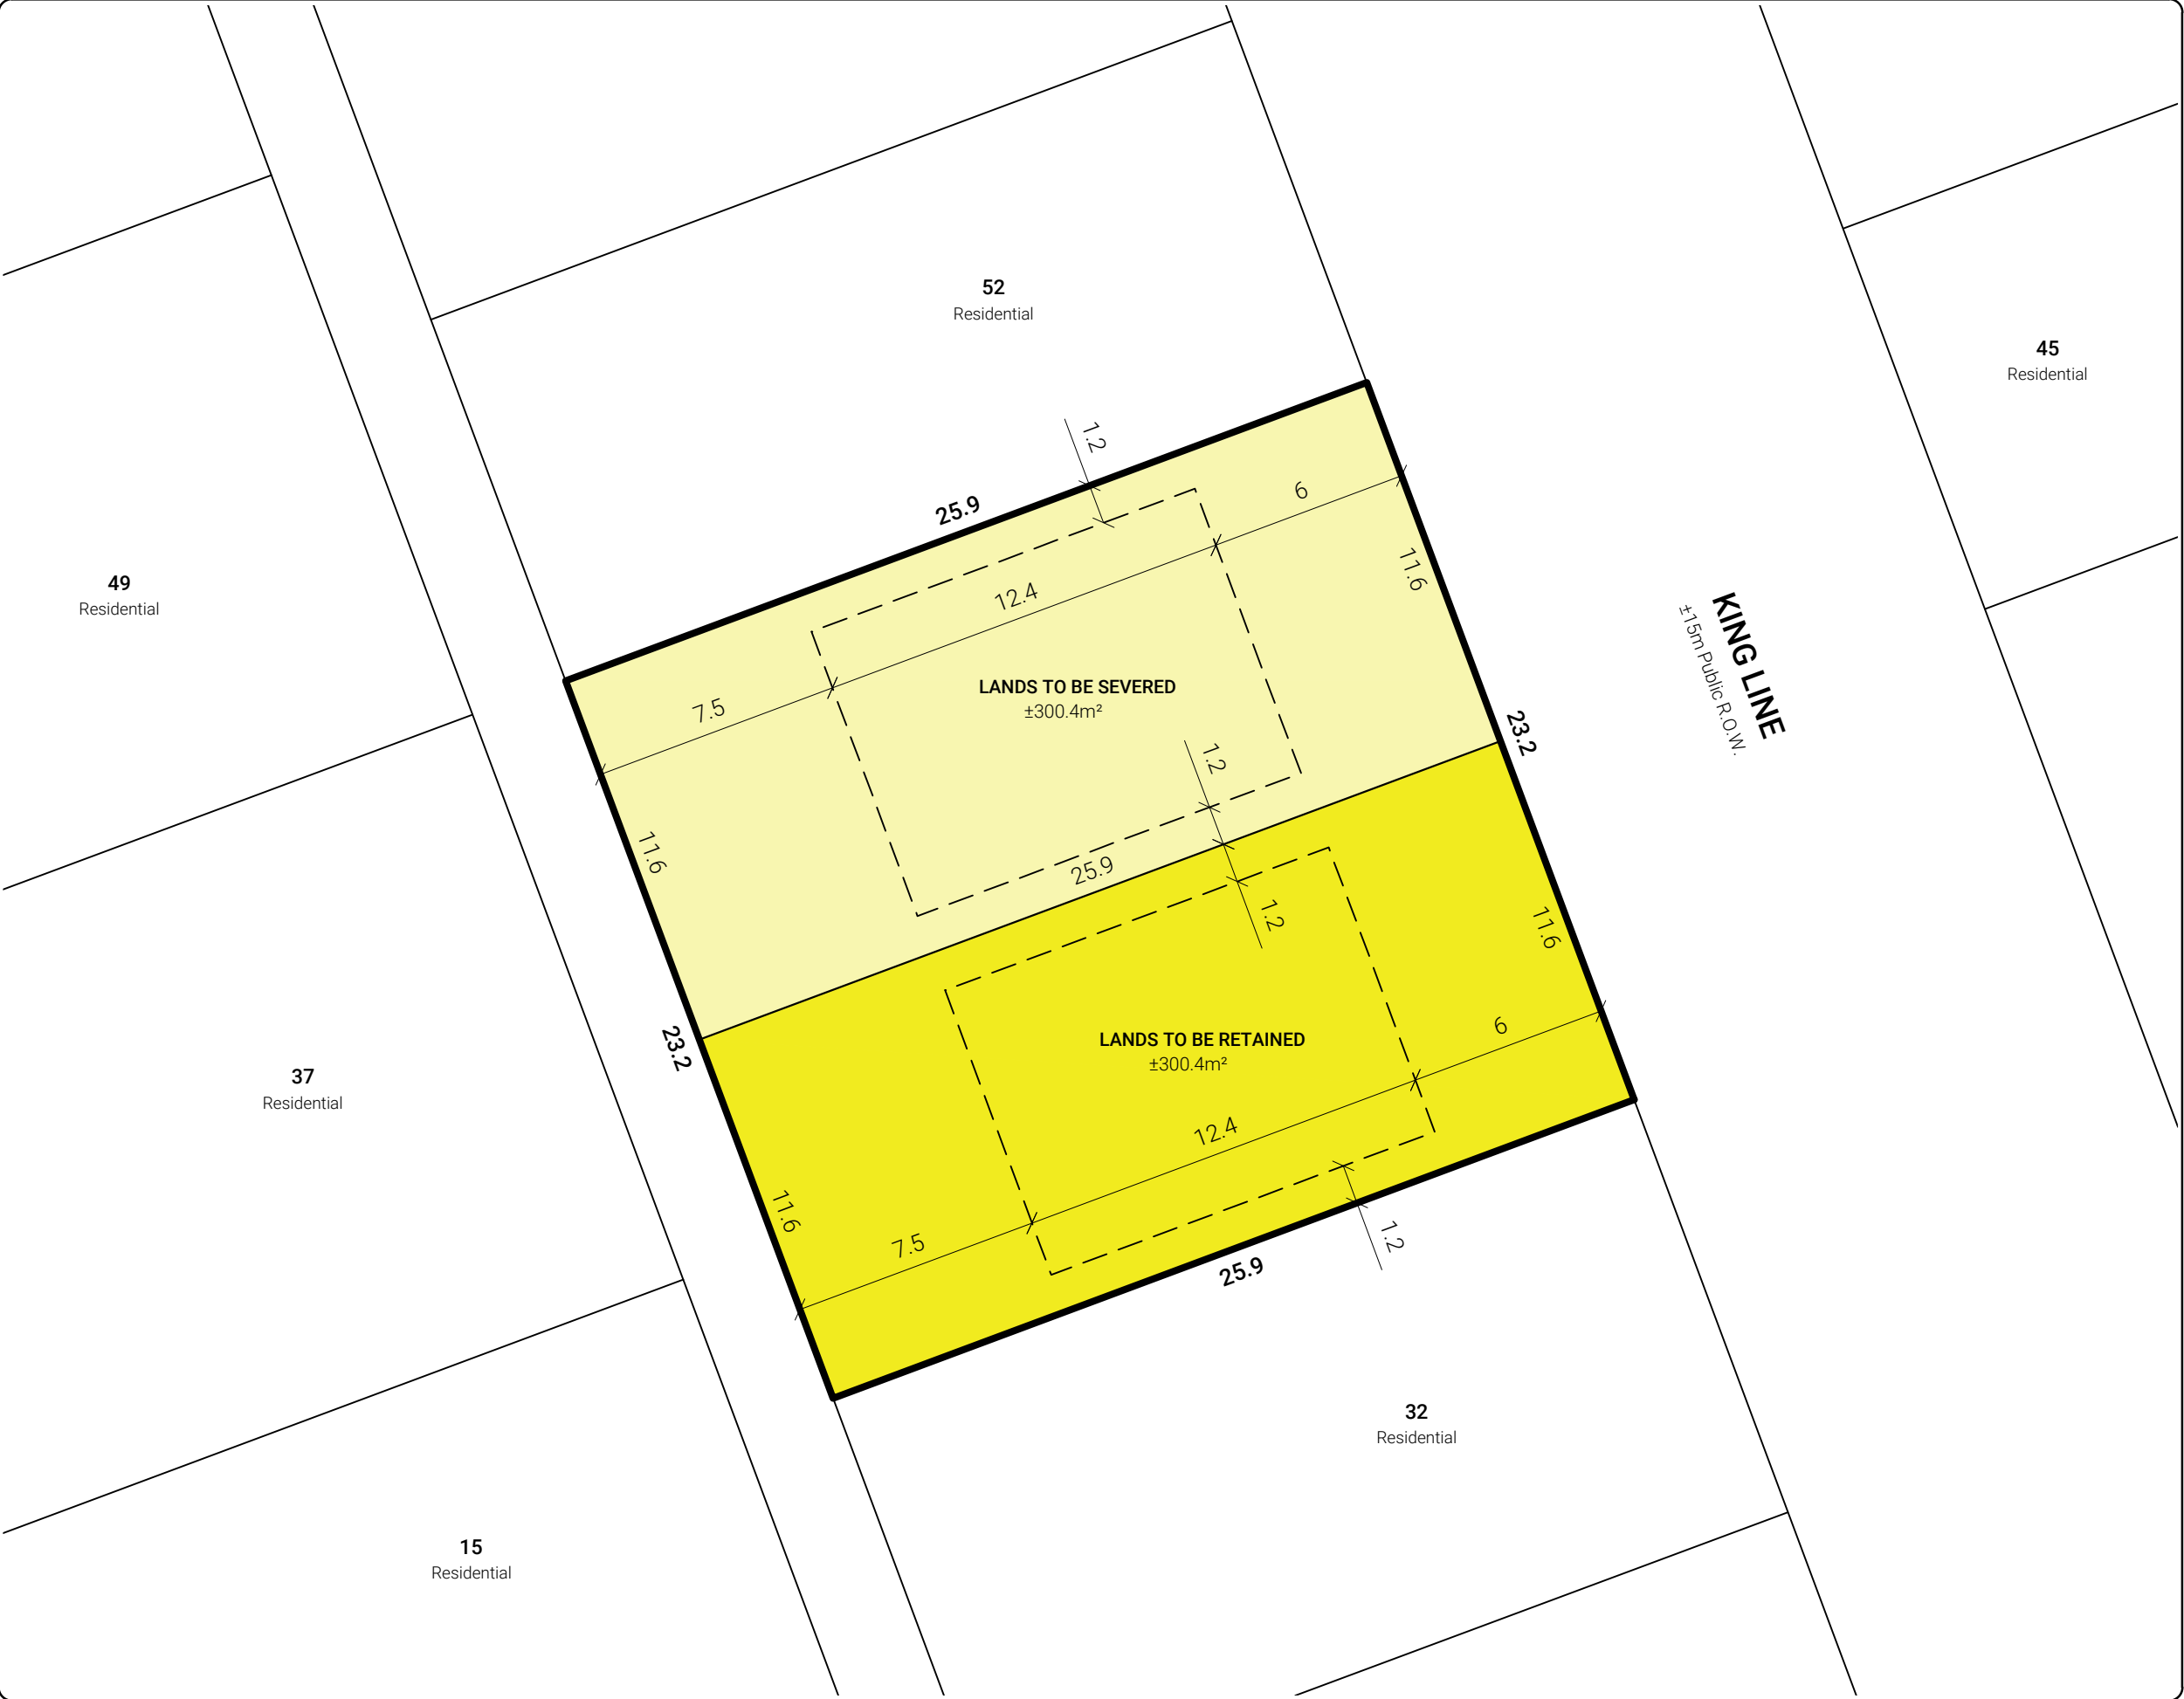 52
Residential
45
Residential
1.2
25.9
6
11.6
49
Residential
12.4
KING LINE
±15m Public R.O.W.
LANDS TO BE SEVERED
±300.4m²
7.5
23.2
1.2
11.6
25.9
1.2
11.6
23.2
LANDS TO BE RETAINED
±300.4m²
6
37
Residential
12.4
11.6
7.5
1.2
25.9
32
Residential
15
Residential